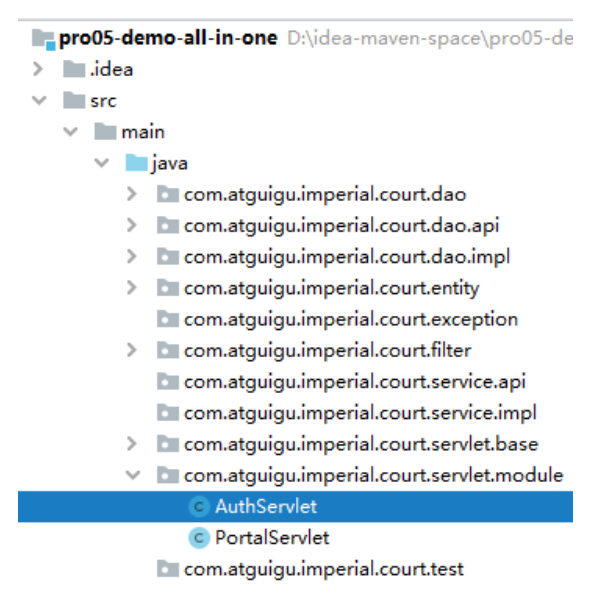 pro05-demo-all-in-one D:\idea-maven-space\pro05-de
.idea
src
main
java
com.atguigu.imperial.court.dao
com.atguigu.imperial.court.dao.api
com.atguigu.imperial.court.dao.impl
com.atguigu.imperial.court.entity
com.atguigu.imperial.court.exception
com.atguigu.imperial.court.filter
com.atguigu.imperial.court.service.api
com.atguigu.imperial.court.service.impl
com.atguigu.imperial.court.servlet.base
com.atguigu.imperial.court.servlet.module
C AuthServlet
C PortalServlet
com.atguigu.imperial.court.test